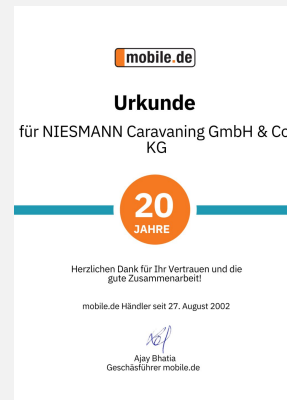 mobile.de
Urkunde
für NIESMANN Caravaning GmbH & Co
KG
20
JAHRE
Herzlichen Dank für Ihr Vertrauen und die
gute Zusammenarbeit!
mobile.de Händler seit 27. August 2002
Ajay Bhatia
Geschäsführer mobile.de